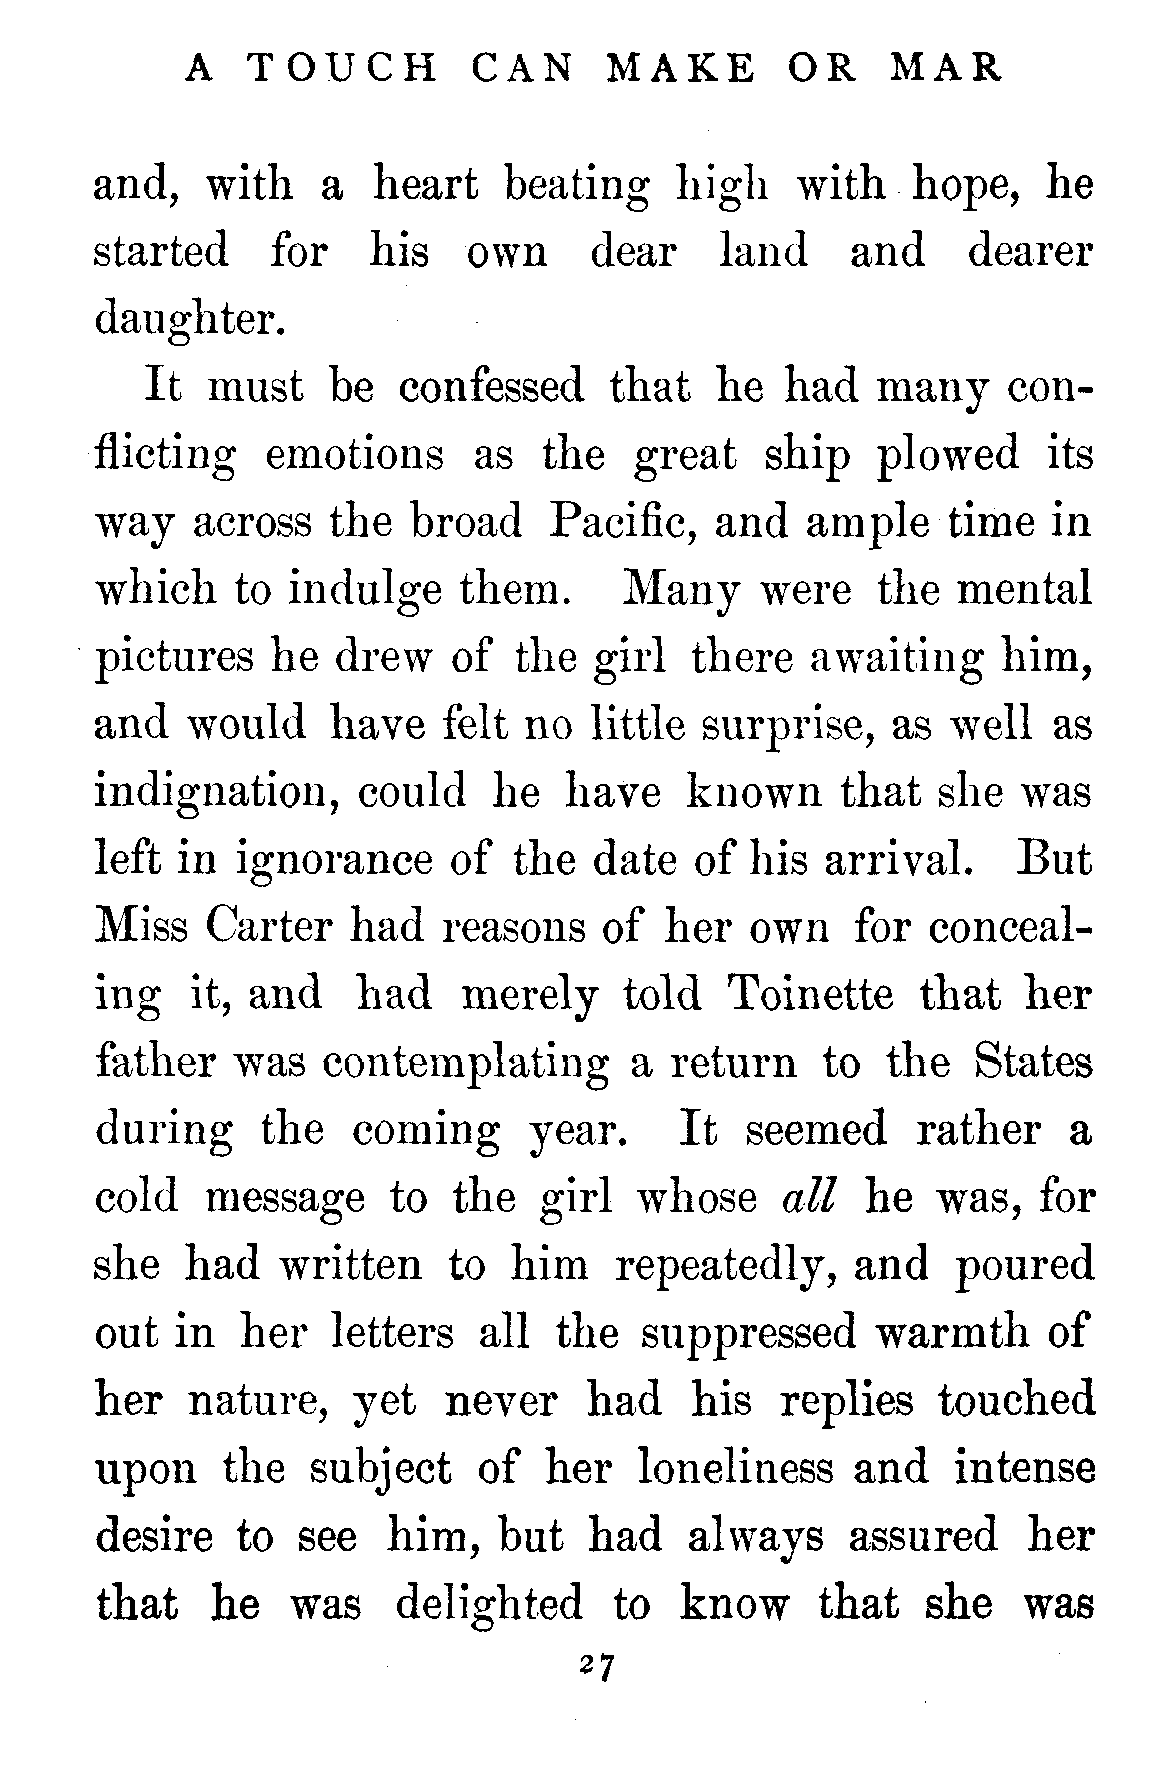 A TOUCH CAN MAKE OR MAR
and, with a heart beating high with hope, he
started for his own dear land and dearer
daughter.
It must be confessed that he had many con-
flicting emotions as the great ship plowed its
way across the broad Pacific, and ample time in
which to indulge them. Many were the mental
pictures he drew of the girl there awaiting him,
and would have felt no little surprise, as well as
indignation, could he have known that she was
left in ignorance of the date of his arrival. But
Miss Carter had reasons of her own for conceal-
ing it, and had merely told Toinette that her
father was contemplating a return to the States
during the coming year. It seemed rather a
cold message to the girl whose all he was, for
she had written to him repeatedly, and poured
out in her letters all the suppressed warmth of
her nature, yet never had his replies touched
upon the subject of her loneliness and intense
desire to see him, but had always assured her
that he was delighted to know that she was
27